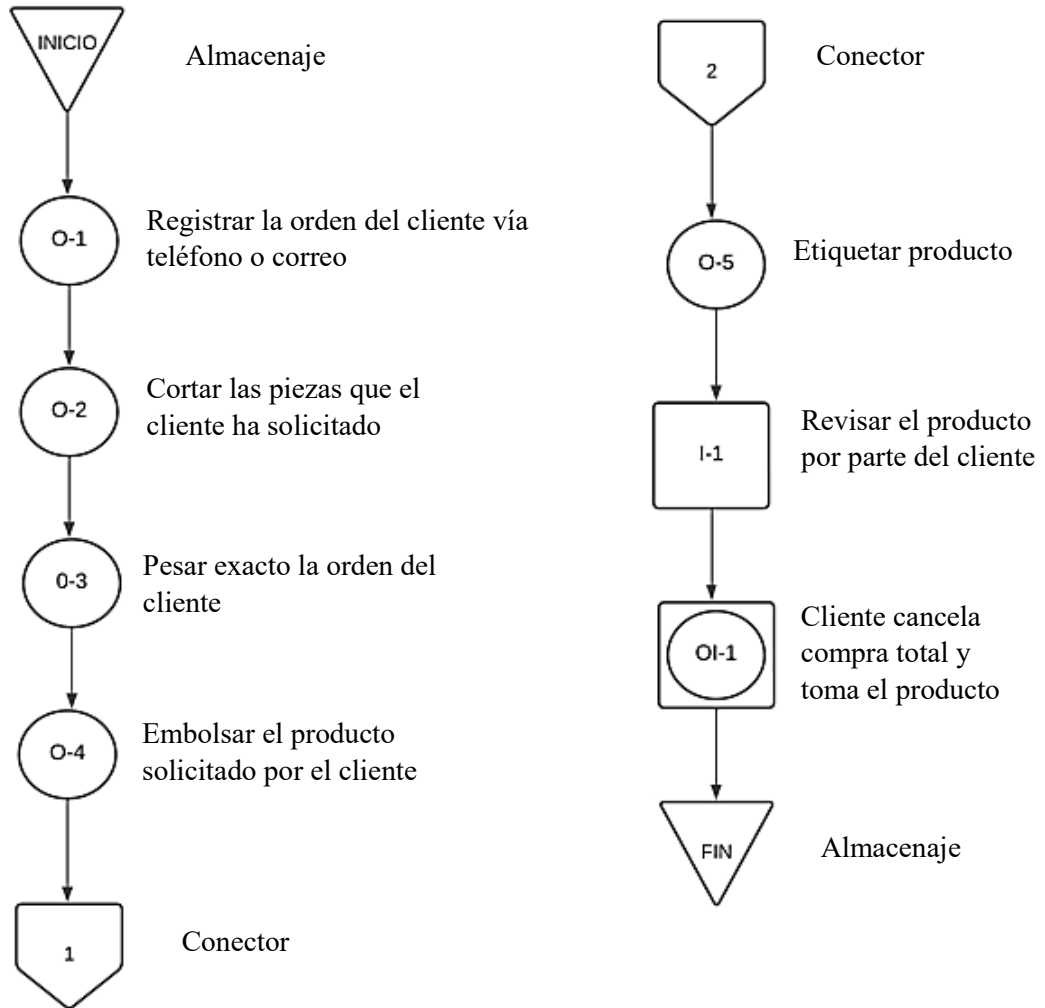 INICIO
Almacenaje
O-1
Registrar la orden del cliente vía
teléfono o correo
O-2
Cortar las piezas que el
cliente ha solicitado
0-3
Pesar exacto la orden del
cliente
O-4
Embolsar el producto
solicitado por el cliente
1
Conector
2
Conector
O-5
Etiquetar producto
I-1
Revisar el producto
por parte del cliente
OI-1
Cliente cancela
compra total y
toma el producto
FIN
Almacenaje